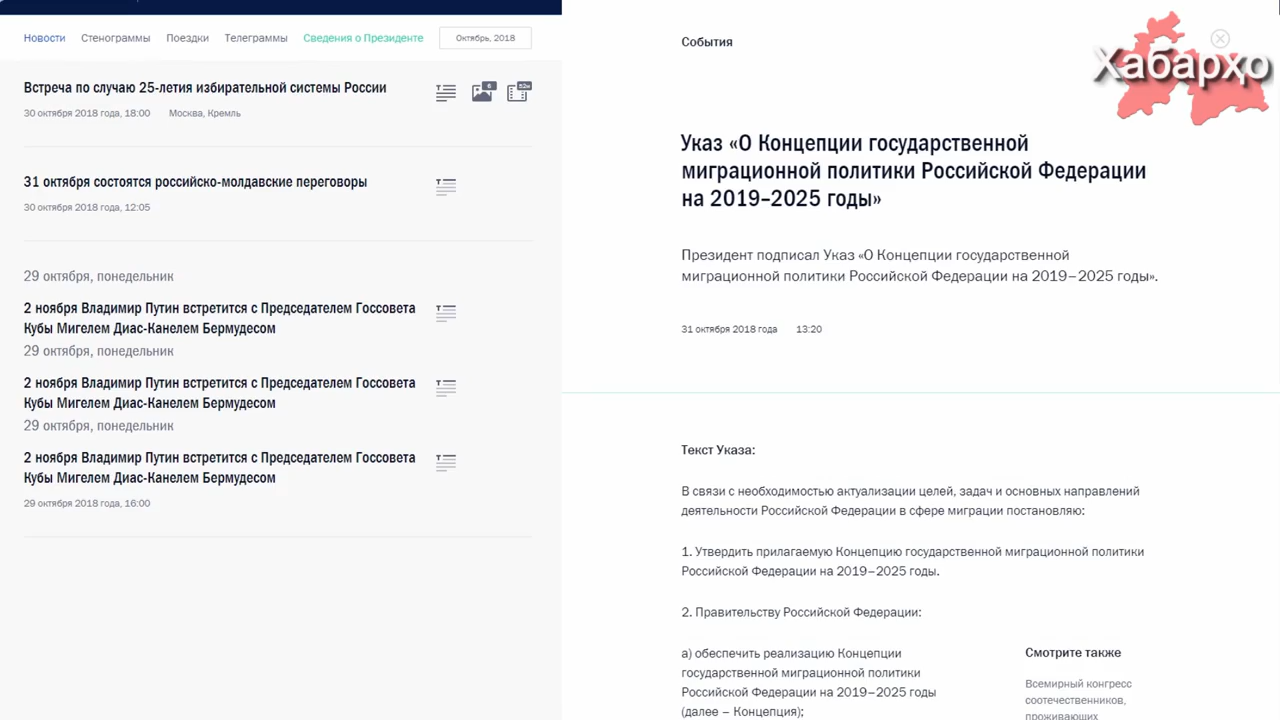 Новости Стенограммы Поездки Телеграммы Сведения о Президенте Октябрь, 2018
Встреча по случаю 25-летия избирательной системы России
6
52м
30 октября 2018 года, 18:00 Москва, Кремль
31 октября состоятся российско-молдавские переговоры
30 октября 2018 года, 12:05
29 октября, понедельник
2 ноября Владимир Путин встретится с Председателем Госсовета
Кубы Мигелем Диас-Канелем Бермудесом
29 октября, понедельник
2 ноября Владимир Путин встретится с Председателем Госсовета
Кубы Мигелем Диас-Канелем Бермудесом
29 октября, понедельник
2 ноября Владимир Путин встретится с Председателем Госсовета
Кубы Мигелем Диас-Канелем Бермудесом
29 октября 2018 года, 16:00
События
Хабарҳо
Указ «О Концепции государственной
миграционной политики Российской Федерации
на 2019–2025 годы»
Президент подписал Указ «О Концепции государственной
миграционной политики Российской Федерации на 2019–2025 годы».
31 октября 2018 года 13:20
Текст Указа:
В связи с необходимостью актуализации целей, задач и основных направлений
деятельности Российской Федерации в сфере миграции постановляю:
1. Утвердить прилагаемую Концепцию государственной миграционной политики
Российской Федерации на 2019–2025 годы.
2. Правительству Российской Федерации:
а) обеспечить реализацию Концепции
государственной миграционной политики
Российской Федерации на 2019–2025 годы
(далее – Концепция);
Смотрите также
Всемирный конгресс
соотечественников,
проживающих